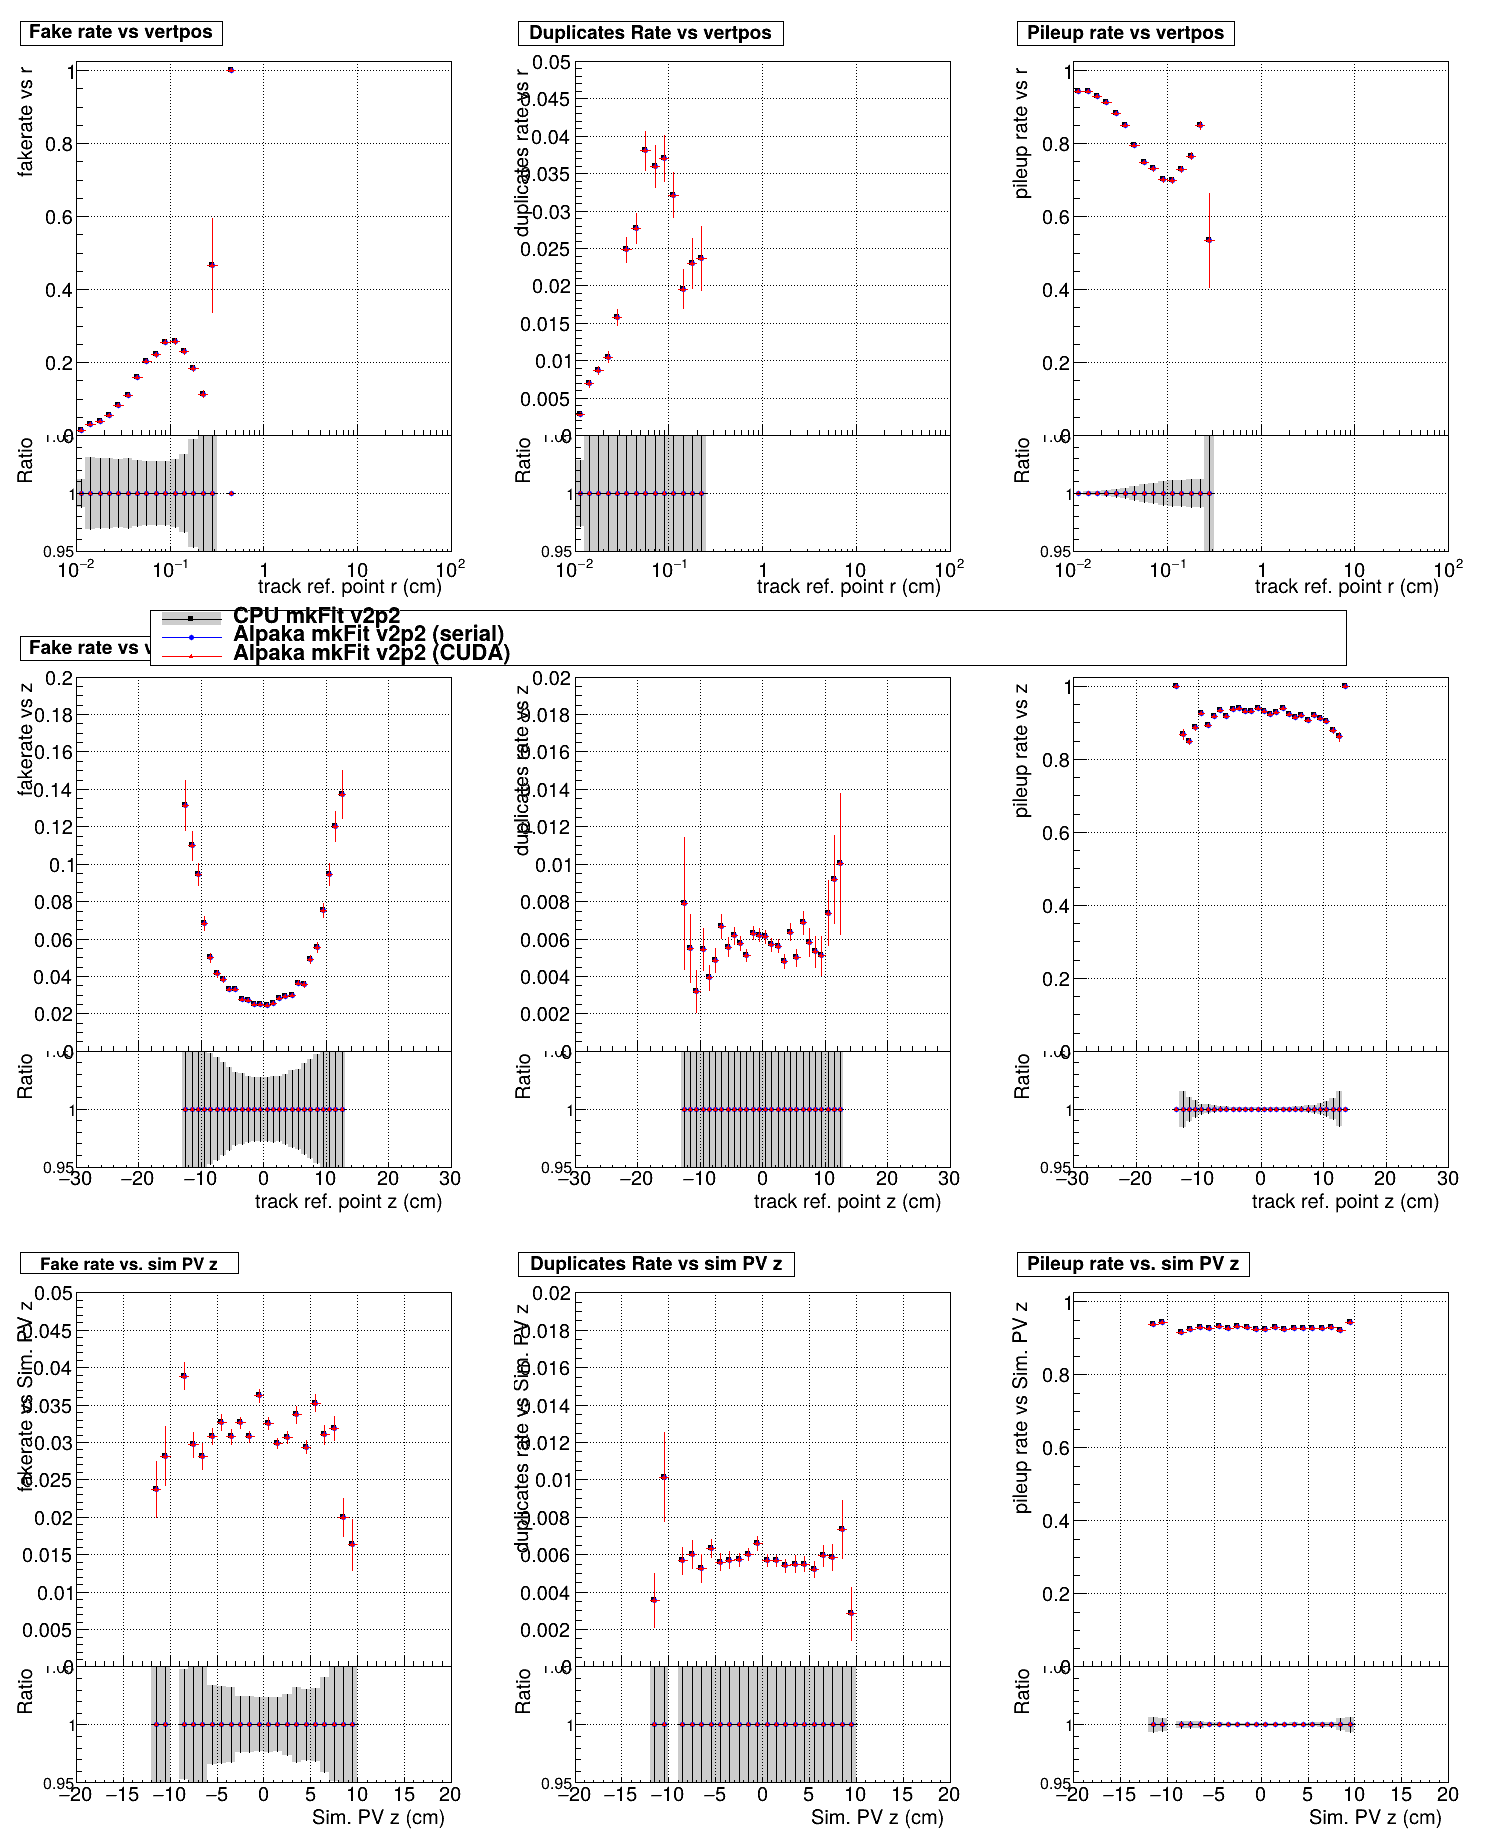 Fake rate vs vertpos
Duplicates Rate vs vertpos
Pileup rate vs vertpos
fakerate vs r
1
0.8
0.6
0.4
0.2
0
Ratio
1
0.95
10⁻² 10⁻¹ 1 10 10²
track ref. point r (cm)
duplicates rate vs r
0.05
0.045
0.04
0.035
0.03
0.025
0.02
0.015
0.01
0.005
0
Ratio
1
0.95
10⁻² 10⁻¹ 1 10 10²
track ref. point r (cm)
pileup rate vs r
1
0.8
0.6
0.4
0.2
0
Ratio
1
0.95
10⁻² 10⁻¹ 1 10 10²
track ref. point r (cm)
CPU mkFit v2p2
Alpaka mkFit v2p2 (serial)
Alpaka mkFit v2p2 (CUDA)
Fake rate vs
fakerate vs z
0.2
0.18
0.16
0.14
0.12
0.1
0.08
0.06
0.04
0.02
0
Ratio
1
0.95
−30 −20 −10 0 10 20 30
track ref. point z (cm)
duplicates rate vs z
0.02
0.018
0.016
0.014
0.012
0.01
0.008
0.006
0.004
0.002
0
Ratio
1
0.95
−30 −20 −10 0 10 20 30
track ref. point z (cm)
pileup rate vs z
1
0.8
0.6
0.4
0.2
0
Ratio
1
0.95
−30 −20 −10 0 10 20 30
track ref. point z (cm)
Fake rate vs. sim PV z
Duplicates Rate vs sim PV z
Pileup rate vs. sim PV z
fakerate vs Sim. PV z
0.05
0.045
0.04
0.035
0.03
0.025
0.02
0.015
0.01
0.005
0
Ratio
1
0.95
−20 −15 −10 −5 0 5 10 15 20
Sim. PV z (cm)
duplicates rate vs Sim. PV z
0.02
0.018
0.016
0.014
0.012
0.01
0.008
0.006
0.004
0.002
0
Ratio
1
0.95
−20 −15 −10 −5 0 5 10 15 20
Sim. PV z (cm)
pileup rate vs Sim. PV z
1
0.8
0.6
0.4
0.2
0
Ratio
1
0.95
−20 −15 −10 −5 0 5 10 15 20
Sim. PV z (cm)